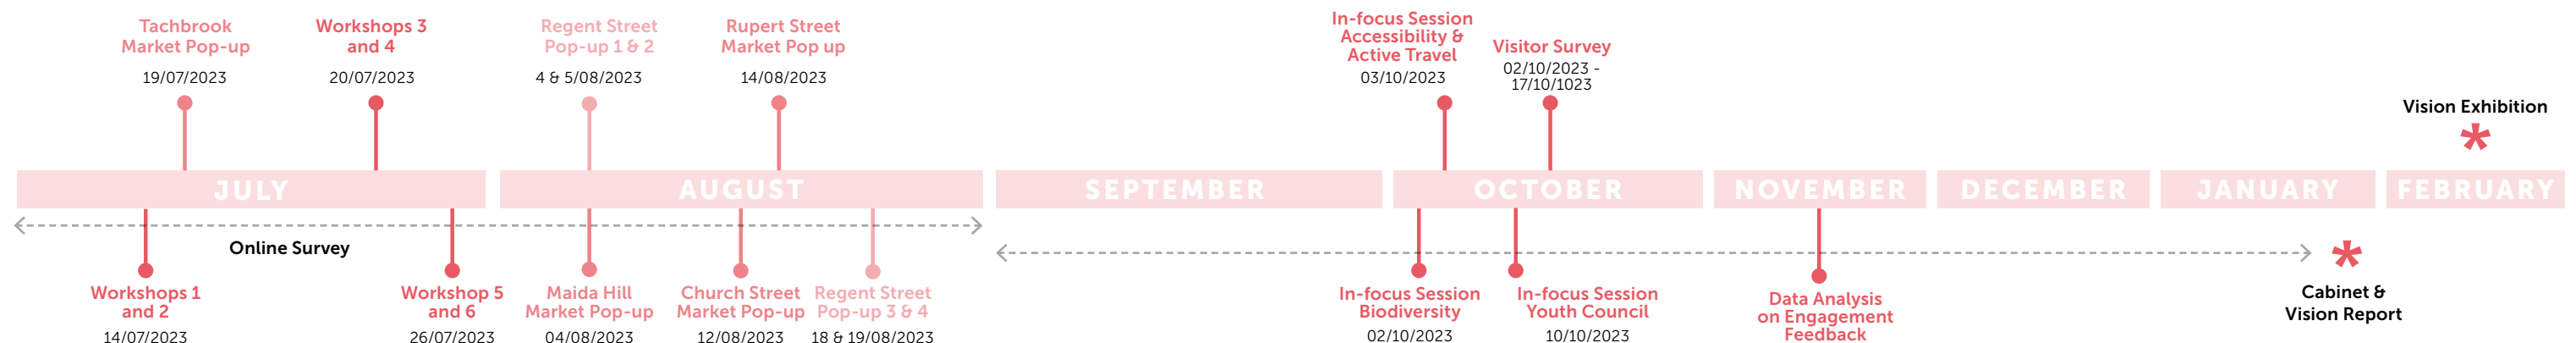 Tachbrook
Market Pop-up
19/07/2023
Workshops 3
and 4
20/07/2023
Regent Street
Pop-up 1 & 2
4 & 5/08/2023
Rupert Street
Market Pop up
14/08/2023
In-focus Session
Accessibility &
Active Travel
03/10/2023
Visitor Survey
02/10/2023 -
17/10/1023
Vision Exhibition
*
JULY
AUGUST
SEPTEMBER
OCTOBER
NOVEMBER
DECEMBER
JANUARY
FEBRUARY
Online Survey
Workshops 1
and 2
14/07/2023
Workshop 5
and 6
26/07/2023
Maida Hill
Market Pop-up
04/08/2023
Church Street
Market Pop-up
12/08/2023
Regent Street
Pop-up 3 & 4
18 & 19/08/2023
In-focus Session
Biodiversity
02/10/2023
In-focus Session
Youth Council
10/10/2023
Data Analysis
on Engagement
Feedback
*
Cabinet &
Vision Report